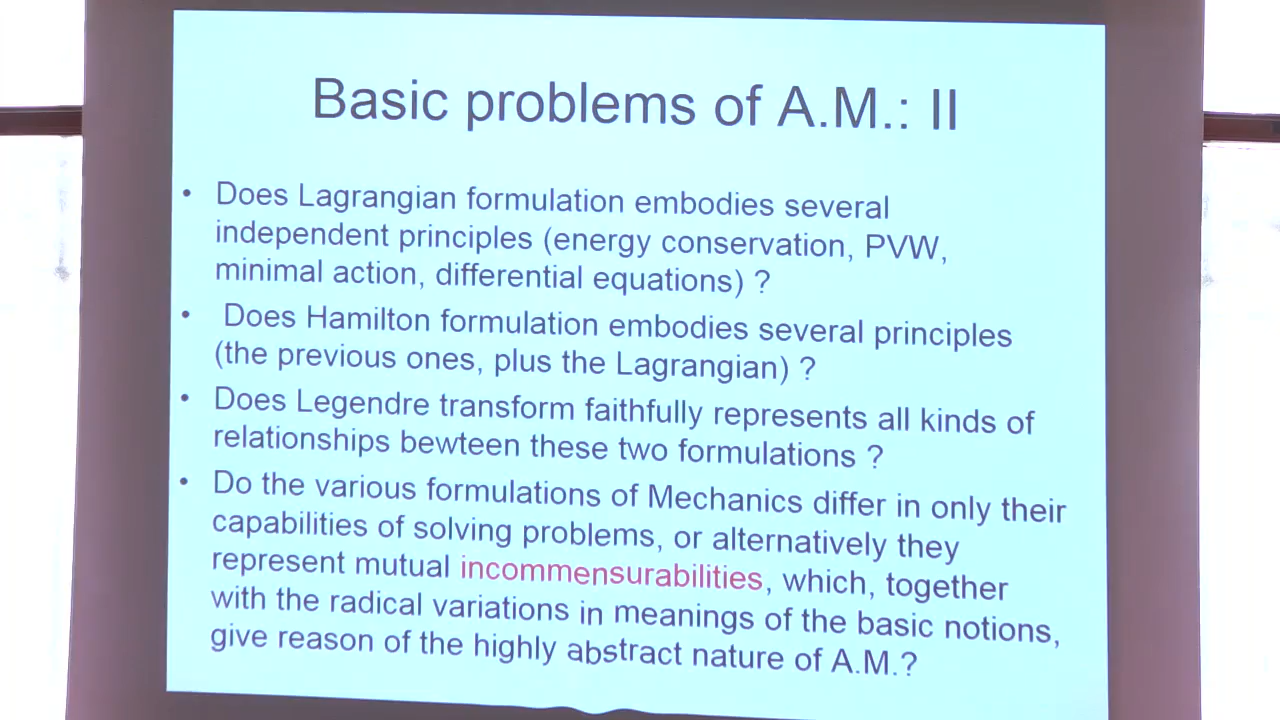 Basic problems of A.M.: II
• Does Lagrangian formulation embodies several
independent principles (energy conservation, PVW,
minimal action, differential equations) ?
• Does Hamilton formulation embodies several principles
(the previous ones, plus the Lagrangian) ?
• Does Legendre transform faithfully represents all kinds of
relationships bewteen these two formulations ?
• Do the various formulations of Mechanics differ in only their
capabilities of solving problems, or alternatively they
represent mutual incommensurabilities, which, together
with the radical variations in meanings of the basic notions,
give reason of the highly abstract nature of A.M.?